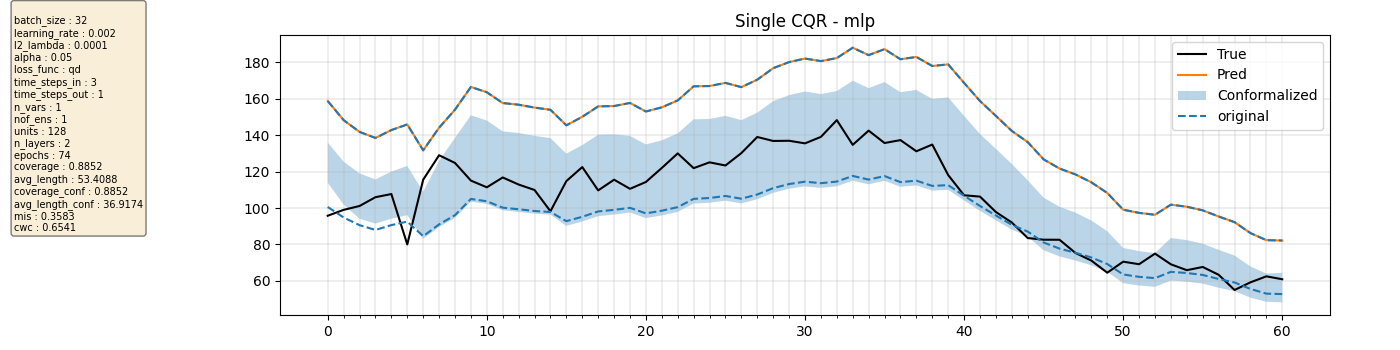 batch_size : 32
learning_rate : 0.002
l2_lambda : 0.0001
alpha : 0.05
loss_func : qd
time_steps_in : 3
time_steps_out : 1
n_vars : 1
nof_ens : 1
units : 128
n_layers : 2
epochs : 74
coverage : 0.8852
avg_length : 53.4088
coverage_conf : 0.8852
avg_length_conf : 36.9174
mis : 0.3583
cwc : 0.6541
Single CQR - mlp
180
160
140
120
100
80
60
0 10 20 30 40 50 60
True
Pred
Conformalized
original